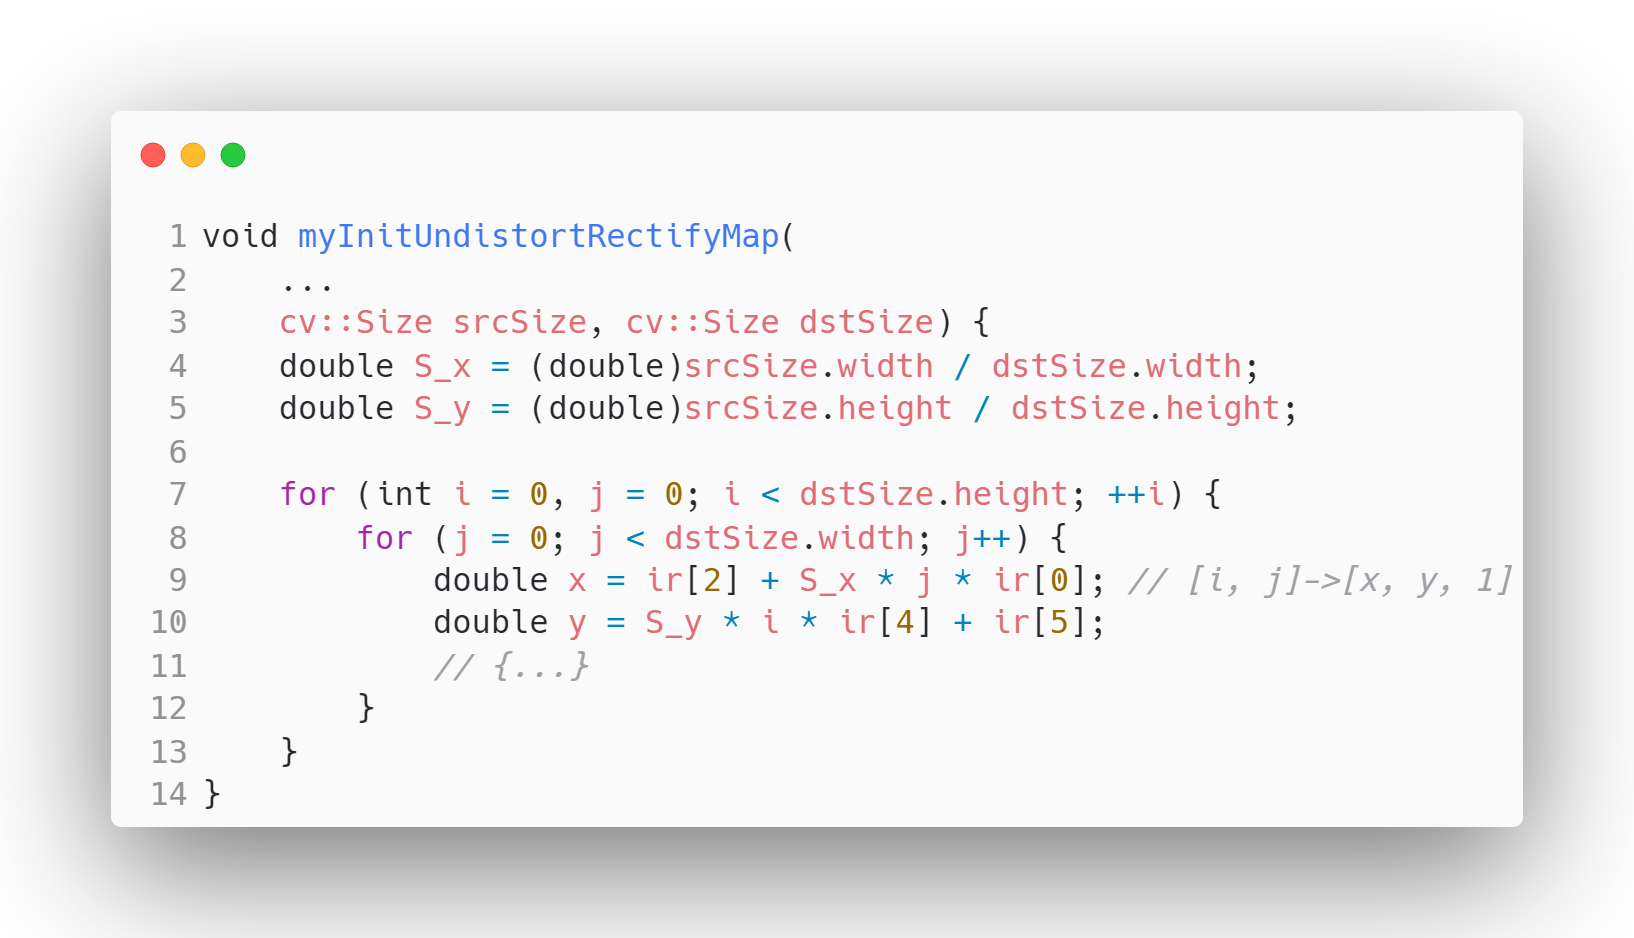 1 void myInitUndistortRectifyMap(
2     ...
3     cv::Size srcSize, cv::Size dstSize) {
4     double S_x = (double)srcSize.width / dstSize.width;
5     double S_y = (double)srcSize.height / dstSize.height;
6
7     for (int i = 0, j = 0; i < dstSize.height; ++i) {
8         for (j = 0; j < dstSize.width; j++) {
9             double x = ir[2] + S_x * j * ir[0]; // [i, j]->[x, y, 1]
10             double y = S_y * i * ir[4] + ir[5];
11             // {...}
12         }
13     }
14 }